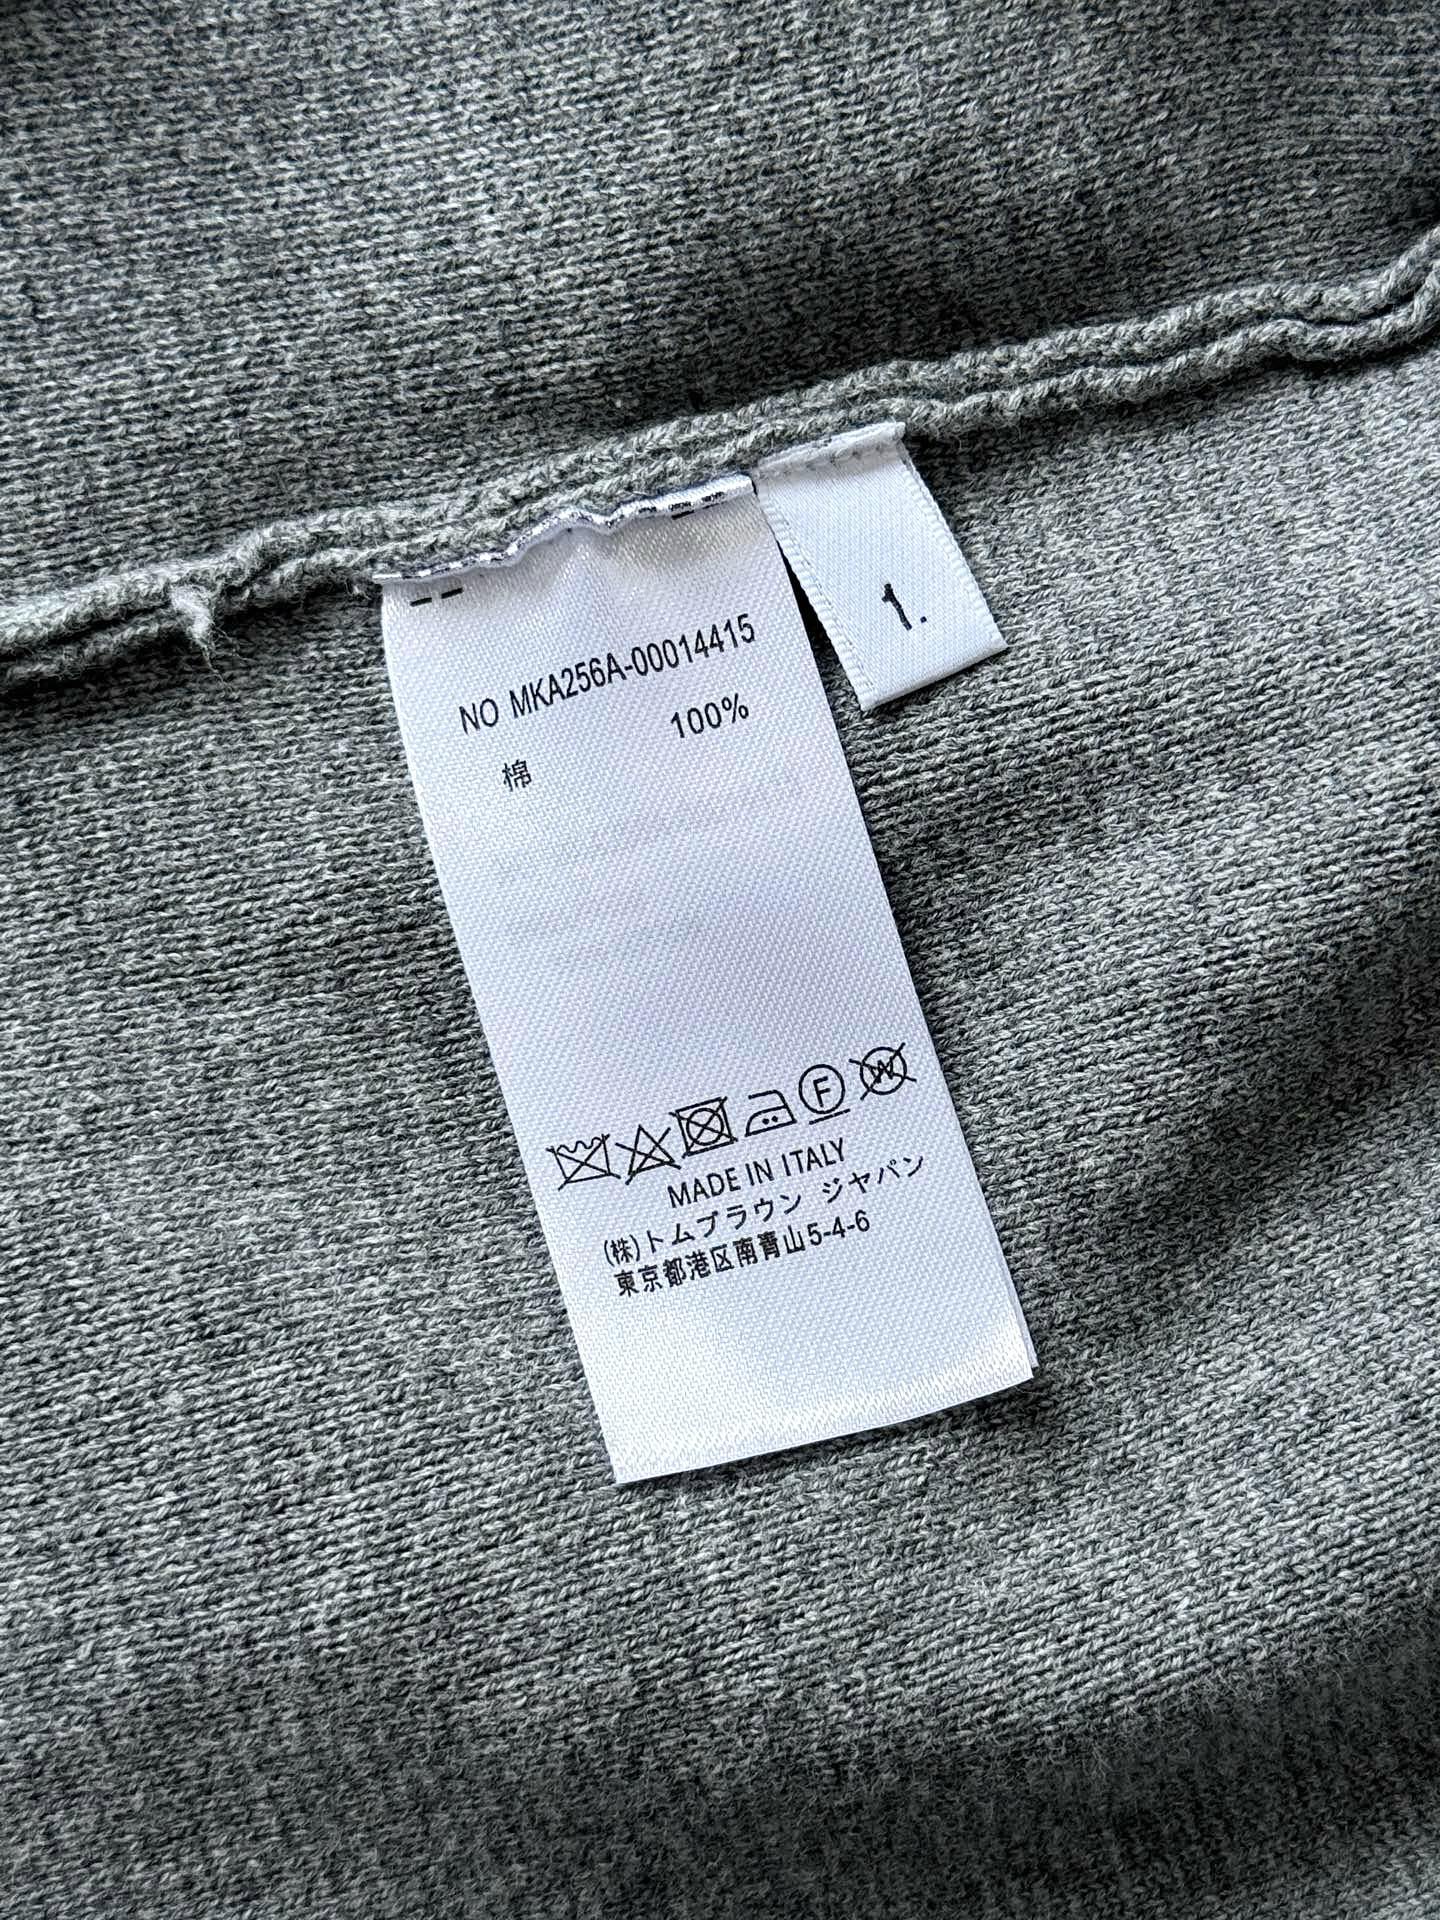 NO MKA256A-00014415
棉 100%
F W
MADE IN ITALY
(株)トムブラウン ジャパン
東京都港区南青山5-4-6
1.